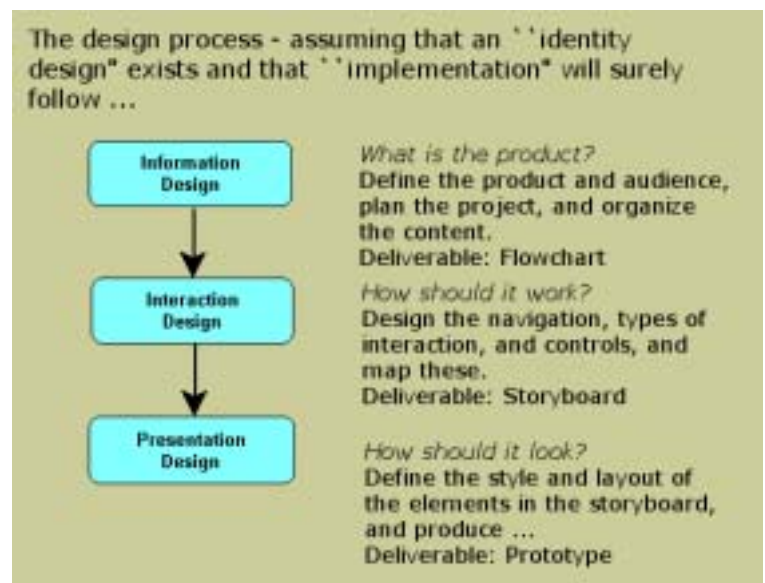 The design process - assuming that an ``identity
design" exists and that ``implementation" will surely
follow ...
Information
Design
What is the product?
Define the product and audience,
plan the project, and organize
the content.
Deliverable: Flowchart
Interaction
Design
How should it work?
Design the navigation, types of
interaction, and controls, and
map these.
Deliverable: Storyboard
Presentation
Design
How should it look?
Define the style and layout of
the elements in the storyboard,
and produce ...
Deliverable: Prototype